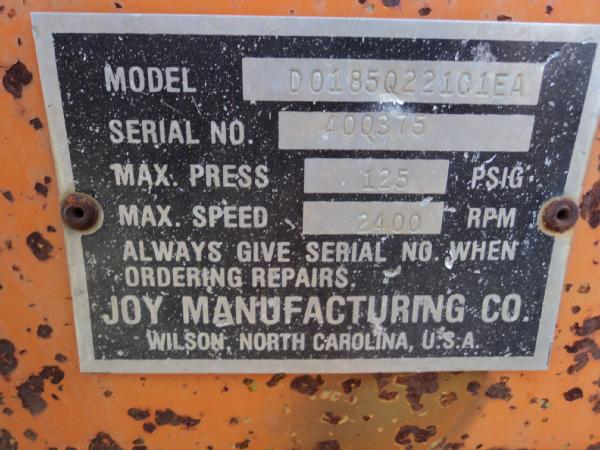 MODEL D0185Q221G1EA
SERIAL NO. 400375
MAX. PRESS 125 PSIG
MAX. SPEED 2400 RPM
ALWAYS GIVE SERIAL NO. WHEN
ORDERING REPAIRS.
JOY MANUFACTURING CO.
WILSON, NORTH CAROLINA, U.S.A.